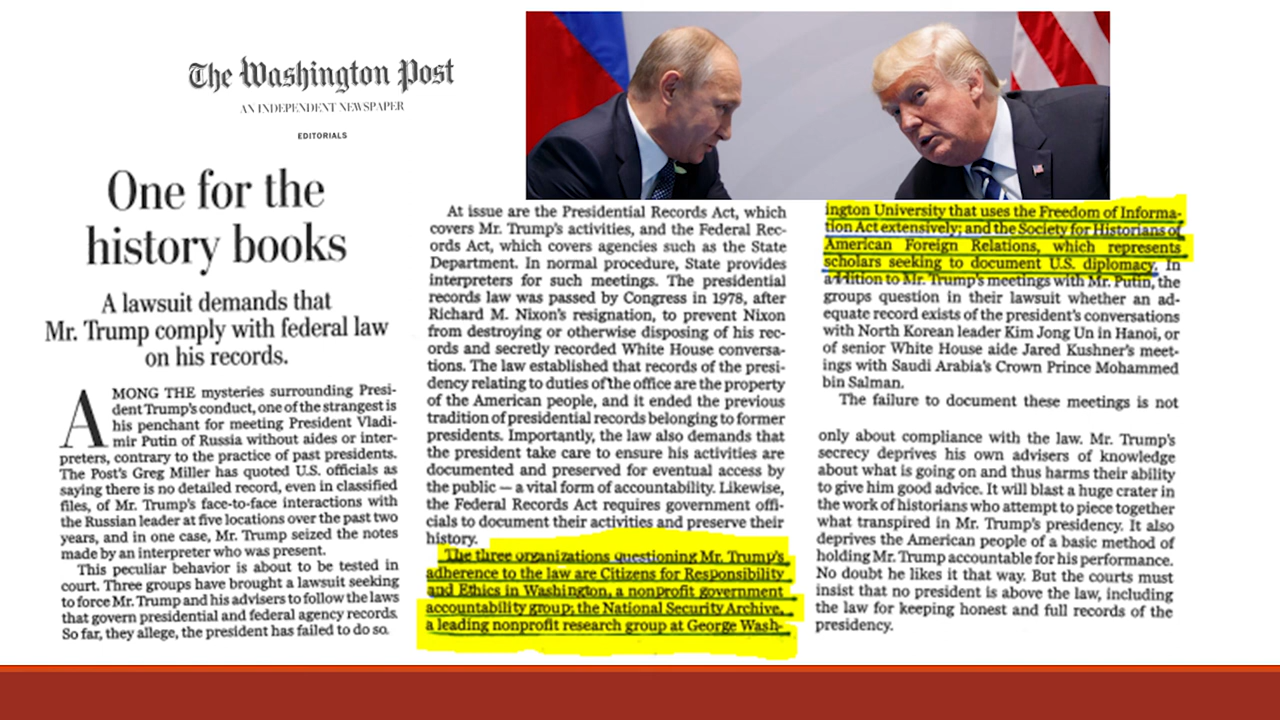 The Washington Post
AN INDEPENDENT NEWSPAPER
EDITORIALS
One for the
history books
A lawsuit demands that
Mr. Trump comply with federal law
on his records.
AMONG THE mysteries surrounding Presi-
dent Trump's conduct, one of the strangest is
his penchant for meeting President Vladi-
mir Putin of Russia without aides or inter-
preters, contrary to the practice of past presidents.
The Post's Greg Miller has quoted U.S. officials as
saying there is no detailed record, even in classified
files, of Mr. Trump's face-to-face interactions with
the Russian leader at five locations over the past two
years, and in one case, Mr. Trump seized the notes
made by an interpreter who was present.
This peculiar behavior is about to be tested in
court. Three groups have brought a lawsuit seeking
to force Mr. Trump and his advisers to follow the laws
that govern presidential and federal agency records.
So far, they allege, the president has failed to do so.
At issue are the Presidential Records Act, which
covers Mr. Trump's activities, and the Federal Rec-
ords Act, which covers agencies such as the State
Department. In normal procedure, State provides
interpreters for such meetings. The presidential
records law was passed by Congress in 1978, after
Richard M. Nixon's resignation, to prevent Nixon
from destroying or otherwise disposing of his rec-
ords and secretly recorded White House conversa-
tions. The law established that records of the presi-
dency relating to duties of the office are the property
of the American people, and it ended the previous
tradition of presidential records belonging to former
presidents. Importantly, the law also demands that
the president take care to ensure his activities are
documented and preserved for eventual access by
the public — a vital form of accountability. Likewise,
the Federal Records Act requires government offi-
cials to document their activities and preserve their
history.
The three organizations questioning Mr. Trump's
adherence to the law are Citizens for Responsibility
and Ethics in Washington, a nonprofit government
accountability group; the National Security Archive,
a leading nonprofit research group at George Wash-
ington University that uses the Freedom of Informa-
tion Act extensively; and the Society for Historians of
American Foreign Relations, which represents
scholars seeking to document U.S. diplomacy. In
addition to Mr. Trump's meetings with Mr. Putin, the
groups question in their lawsuit whether an ad-
equate record exists of the president's conversations
with North Korean leader Kim Jong Un in Hanoi, or
of senior White House aide Jared Kushner's meet-
ings with Saudi Arabia's Crown Prince Mohammed
bin Salman.
The failure to document these meetings is not
only about compliance with the law. Mr. Trump's
secrecy deprives his own advisers of knowledge
about what is going on and thus harms their ability
to give him good advice. It will blast a huge crater in
the work of historians who attempt to piece together
what transpired in Mr. Trump's presidency. It also
deprives the American people of a basic method of
holding Mr. Trump accountable for his performance.
No doubt he likes it that way. But the courts must
insist that no president is above the law, including
the law for keeping honest and full records of the
presidency.